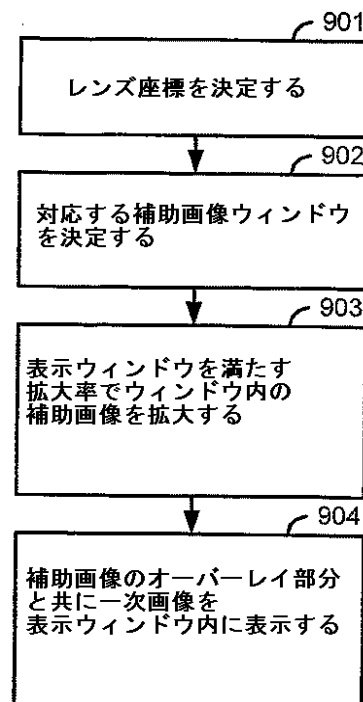 901
レンズ座標を決定する
902
対応する補助画像ウィンドウ
を決定する
903
表示ウィンドウを満たす
拡大率でウィンドウ内の
補助画像を拡大する
904
補助画像のオーバーレイ部分
と共に一次画像を
表示ウィンドウ内に表示する